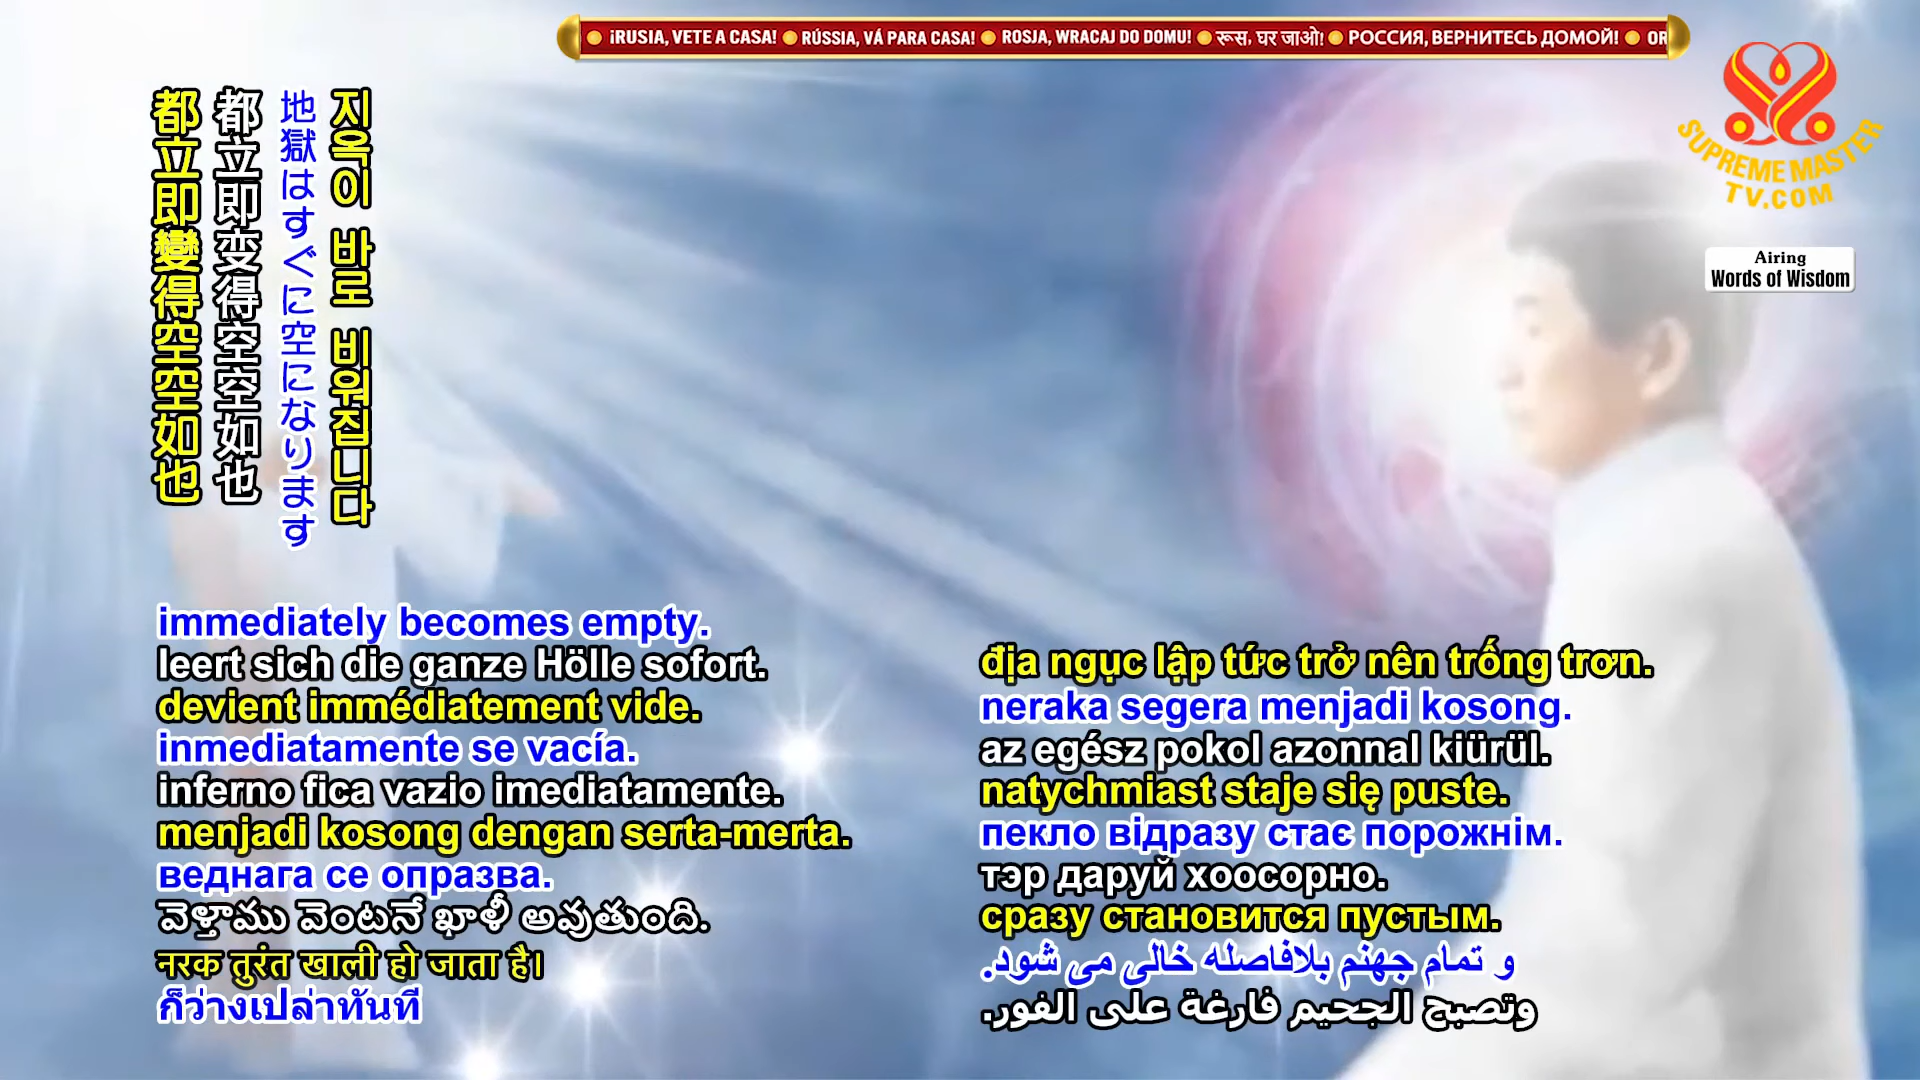 ¡RUSIA, VETE A CASA! RÚSSIA, VÁ PARA CASA! ROSJA, WRACAJ DO DOMU! रूस, घर जाओ! РОССИЯ, ВЕРНИТЕСЬ ДОМОЙ! OR
SUPREME MASTER
TV.COM
Airing
Words of Wisdom
지옥이 바로 비워집니다
地獄はすぐに空になります
都立即变得空空如也
都立即變得空空如也
immediately becomes empty.
leert sich die ganze Hölle sofort.
devient immédiatement vide.
inmediatamente se vacía.
inferno fica vazio imediatamente.
menjadi kosong dengan serta-merta.
веднага се опразва.
వెళ్తాము వెంటనే ఖాళీ అవుతుంది.
नरक तुरंत खाली हो जाता है।
ก็ว่างเปล่าทันที
địa ngục lập tức trở nên trống trơn.
neraka segera menjadi kosong.
az egész pokol azonnal kiürül.
natychmiast staje się puste.
пекло відразу стає порожнім.
тэр даруй хоосорно.
сразу становится пустым.
و تمام جهنم بلافاصله خالی می شود.
وتصبح الجحيم فارغة على الفور.